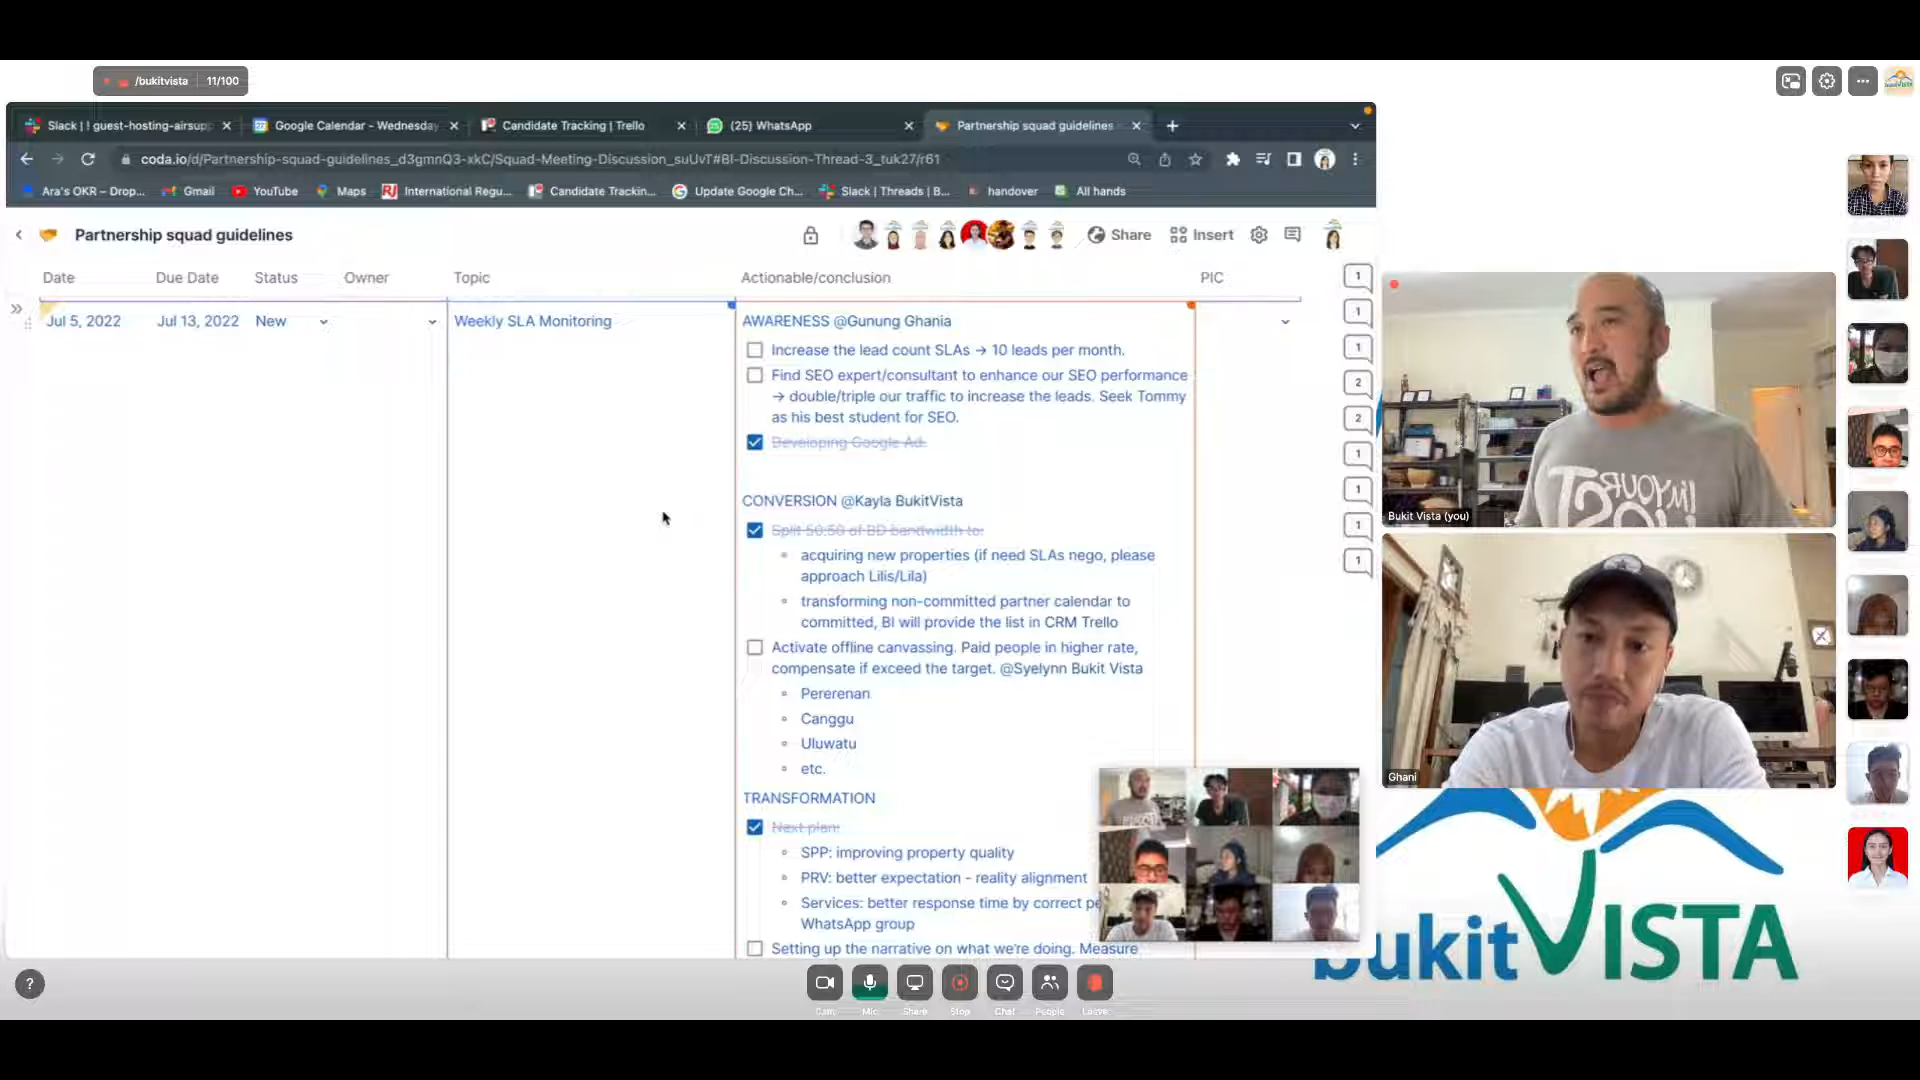 /bukitvista 11/100
Slack | ! guest-hosting-airsup
Google Calendar - Wednesday
Candidate Tracking | Trello
(25) WhatsApp
Partnership squad guidelines
coda.io/d/Partnership-squad-guidelines_d3gmnQ3-xkC/Squad-Meeting-Discussion_suUvT#BI-Discussion-Thread-3_tuk27/r61
Ara's OKR – Drop...
Gmail
YouTube
Maps
International Regu...
Candidate Trackin...
Update Google Ch...
Slack | Threads | B...
handover
All hands
Partnership squad guidelines
Share
Insert
Date
Due Date
Status
Owner
Topic
Actionable/conclusion
PIC
Jul 5, 2022
Jul 13, 2022
New
Weekly SLA Monitoring
AWARENESS @Gunung Ghania
Increase the lead count SLAs → 10 leads per month.
Find SEO expert/consultant to enhance our SEO performance
→ double/triple our traffic to increase the leads. Seek Tommy
as his best student for SEO.
Developing Google Ad.
CONVERSION @Kayla BukitVista
Split 50:50 of BD bandwidth to:
acquiring new properties (if need SLAs nego, please
approach Lilis/Lila)
transforming non-committed partner calendar to
committed, BI will provide the list in CRM Trello
Activate offline canvassing. Paid people in higher rate,
compensate if exceed the target. @Syelynn Bukit Vista
Pererenan
Canggu
Uluwatu
etc.
TRANSFORMATION
Next plan:
SPP: improving property quality
PRV: better expectation - reality alignment
Services: better response time by correct pe
WhatsApp group
Setting up the narrative on what we're doing. Measure
1
1
1
2
2
1
1
1
1
Bukit Vista (you)
Ghani
bukit VISTA
?
Cam
Mic
Share
Stop
Chat
People
Leave